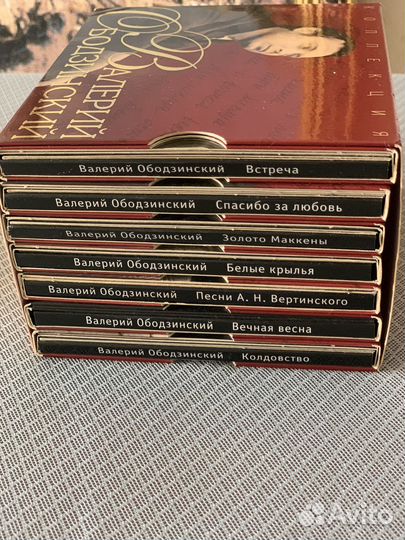 КОЛЛЕКЦИЯ
ВАЛЕРИЙ
ОБОДЗИНСКИЙ
Валерий Ободзинский Встреча
Валерий Ободзинский Спасибо за любовь
Валерий Ободзинский Золото Маккены
Валерий Ободзинский Белые крылья
Валерий Ободзинский Песни А. Н. Вертинского
Валерий Ободзинский Вечная весна
Валерий Ободзинский Колдовство
Avito